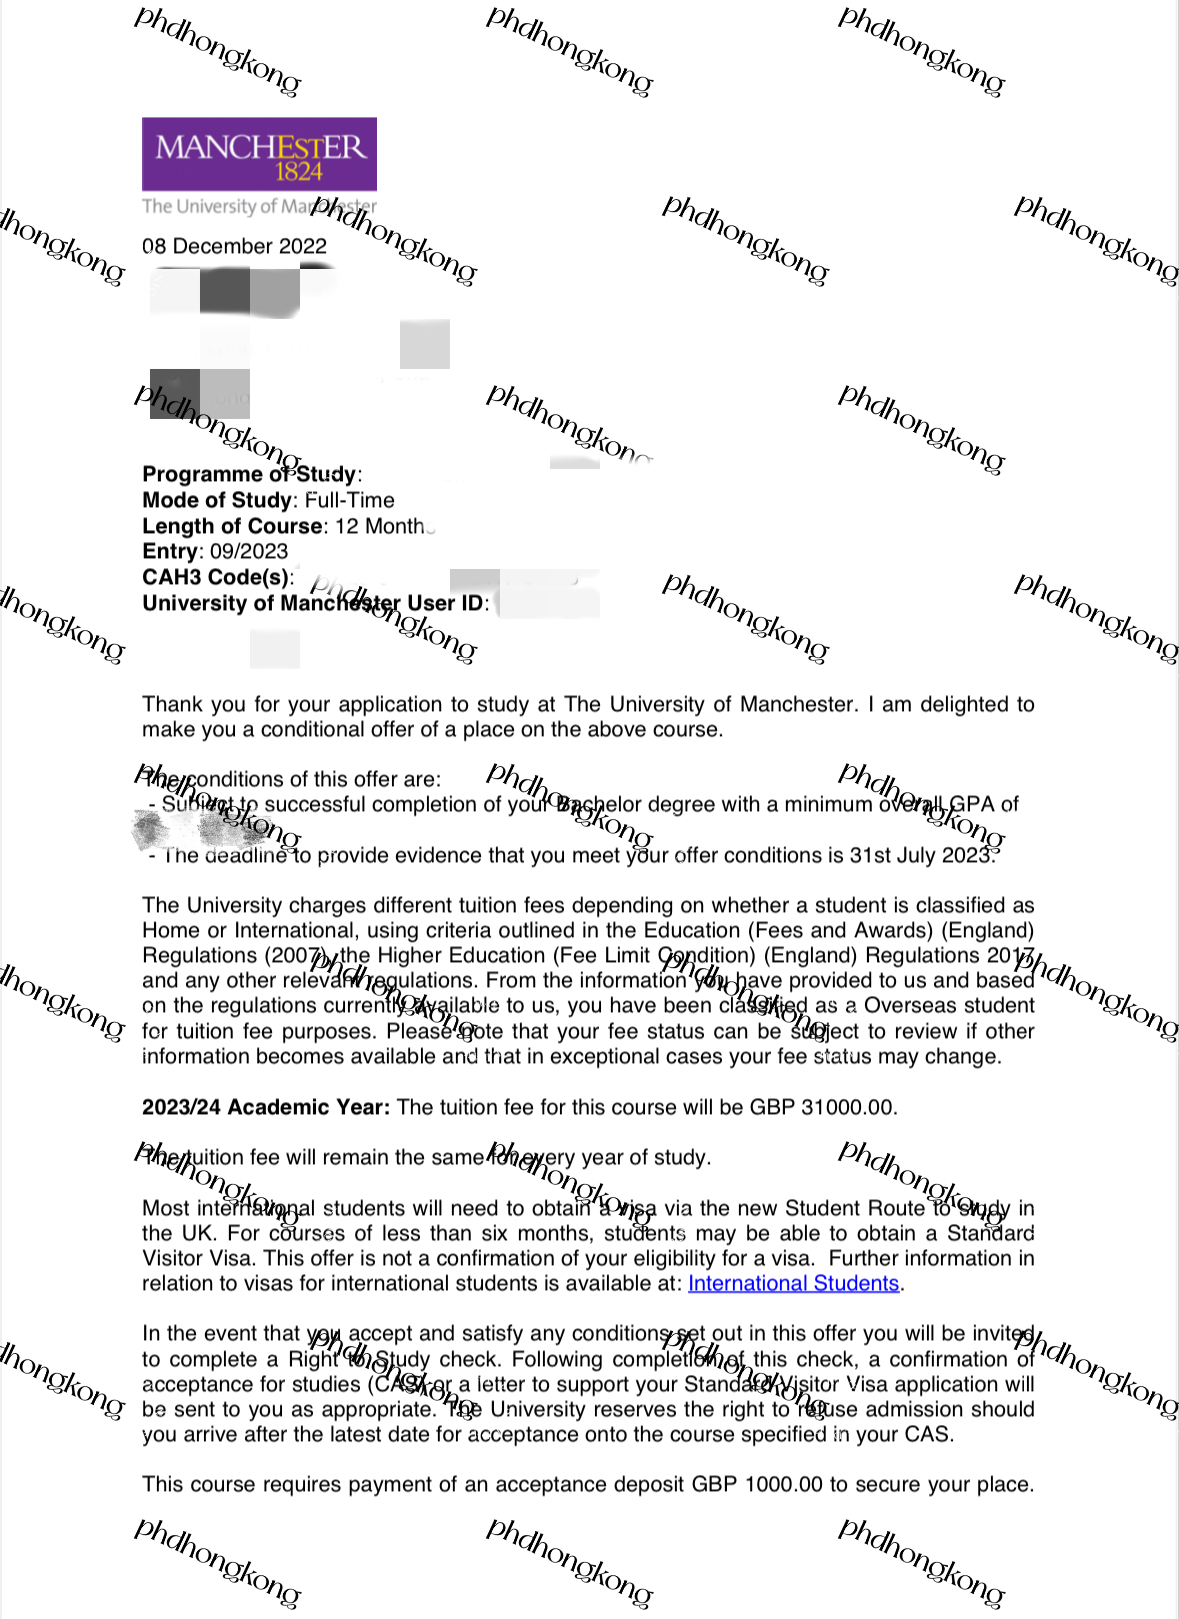 phdhongkong phdhongkong phdhongkong
MANCHESTER
1824
The University of Manchester
phdhongkong phdhongkong phdhongkong phdhongkong
08 December 2022
phdhongkong phdhongkong phdhongkong
Programme of Study:
Mode of Study: Full-Time
Length of Course: 12 Months
Entry: 09/2023
CAH3 Code(s):
University of Manchester User ID:
phdhongkong phdhongkong phdhongkong phdhongkong
Thank you for your application to study at The University of Manchester. I am delighted to
make you a conditional offer of a place on the above course.
The conditions of this offer are:
- Subject to successful completion of your Bachelor degree with a minimum overall GPA of
phdhongkong phdhongkong phdhongkong
- The deadline to provide evidence that you meet your offer conditions is 31st July 2023.
The University charges different tuition fees depending on whether a student is classified as
Home or International, using criteria outlined in the Education (Fees and Awards) (England)
Regulations (2007), the Higher Education (Fee Limit Condition) (England) Regulations 2017
and any other relevant regulations. From the information you have provided to us and based
on the regulations currently available to us, you have been classified as a Overseas student
for tuition fee purposes. Please note that your fee status can be subject to review if other
information becomes available and that in exceptional cases your fee status may change.
phdhongkong phdhongkong phdhongkong phdhongkong
2023/24 Academic Year: The tuition fee for this course will be GBP 31000.00.
The tuition fee will remain the same for every year of study.
phdhongkong phdhongkong phdhongkong
Most international students will need to obtain a visa via the new Student Route to study in
the UK. For courses of less than six months, students may be able to obtain a Standard
Visitor Visa. This offer is not a confirmation of your eligibility for a visa. Further information in
relation to visas for international students is available at: International Students.
In the event that you accept and satisfy any conditions set out in this offer you will be invited
to complete a Right to Study check. Following completion of this check, a confirmation of
acceptance for studies (CAS) or a letter to support your Standard Visitor Visa application will
be sent to you as appropriate. The University reserves the right to refuse admission should
you arrive after the latest date for acceptance onto the course specified in your CAS.
phdhongkong phdhongkong phdhongkong phdhongkong
This course requires payment of an acceptance deposit GBP 1000.00 to secure your place.
phdhongkong phdhongkong phdhongkong